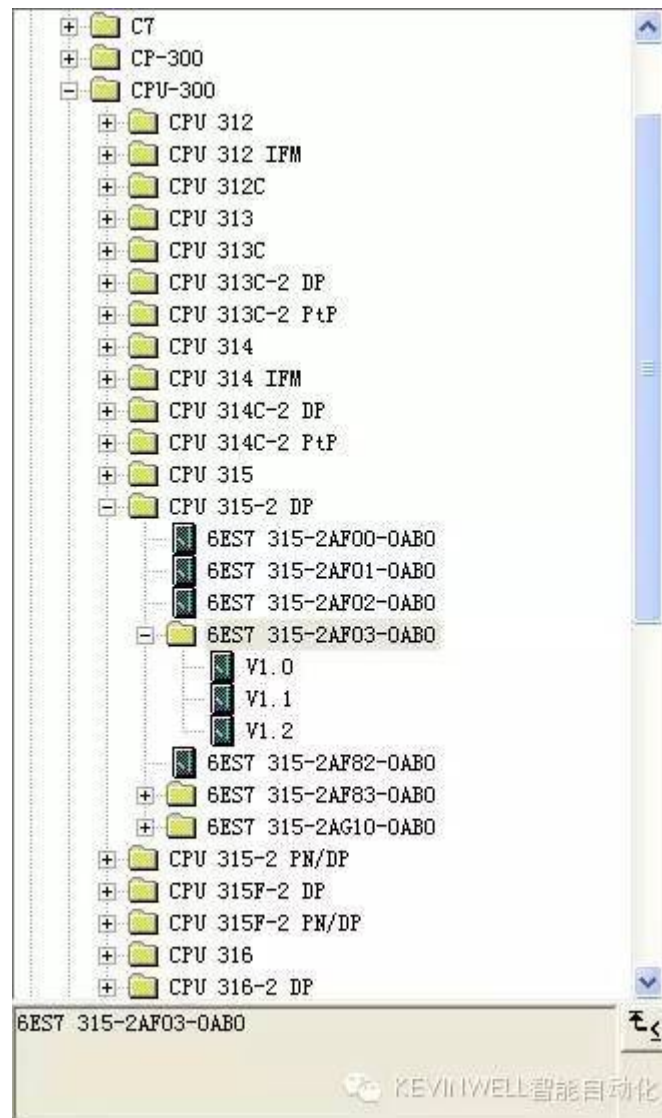 C7
CP-300
CPU-300
CPU 312
CPU 312 IFM
CPU 312C
CPU 313
CPU 313C
CPU 313C-2 DP
CPU 313C-2 PtP
CPU 314
CPU 314 IFM
CPU 314C-2 DP
CPU 314C-2 PtP
CPU 315
CPU 315-2 DP
6ES7 315-2AF00-0AB0
6ES7 315-2AF01-0AB0
6ES7 315-2AF02-0AB0
6ES7 315-2AF03-0AB0
V1.0
V1.1
V1.2
6ES7 315-2AF82-0AB0
6ES7 315-2AF83-0AB0
6ES7 315-2AG10-0AB0
CPU 315-2 PN/DP
CPU 315F-2 DP
CPU 315F-2 PN/DP
CPU 316
CPU 316-2 DP
6ES7 315-2AF03-0AB0
KEVINWELL智能自动化